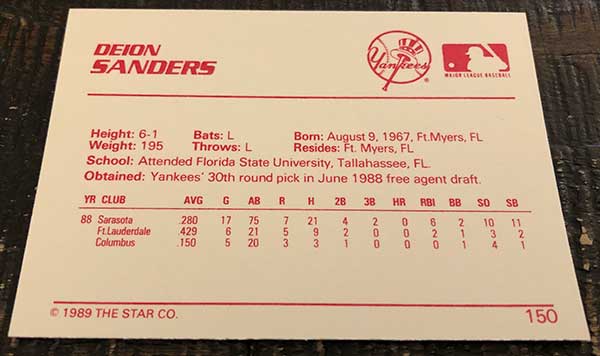 DEION
SANDERS
Yankees
®
MAJOR LEAGUE BASEBALL
Height: 6-1 Bats: L Born: August 9, 1967, Ft.Myers, FL
Weight: 195 Throws: L Resides: Ft. Myers, FL
School: Attended Florida State University, Tallahassee, FL.
Obtained: Yankees' 30th round pick in June 1988 free agent draft.
YR CLUB AVG G AB R H 2B 3B HR RBI BB SO SB
88 Sarasota .280 17 75 7 21 4 2 0 6 2 10 11
Ft.Lauderdale .429 6 21 5 9 2 0 0 2 1 3 2
Columbus .150 5 20 3 3 1 0 0 0 1 4 1
© 1989 THE STAR CO. 150